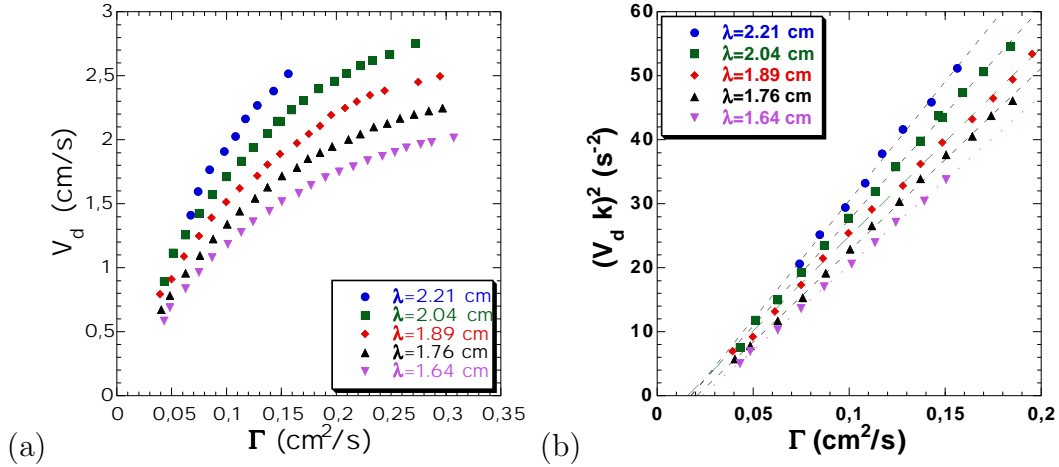 3
2,5
2
1,5
1
0,5
0
V_d (cm/s)
λ=2.21 cm
λ=2.04 cm
λ=1.89 cm
λ=1.76 cm
λ=1.64 cm
0 0,05 0,1 0,15 0,2 0,25 0,3 0,35
Γ (cm²/s)
(a)
60
50
40
30
20
10
0
(V_d k)² (s⁻²)
λ=2.21 cm
λ=2.04 cm
λ=1.89 cm
λ=1.76 cm
λ=1.64 cm
0 0,05 0,1 0,15 0,2
Γ (cm²/s)
(b)